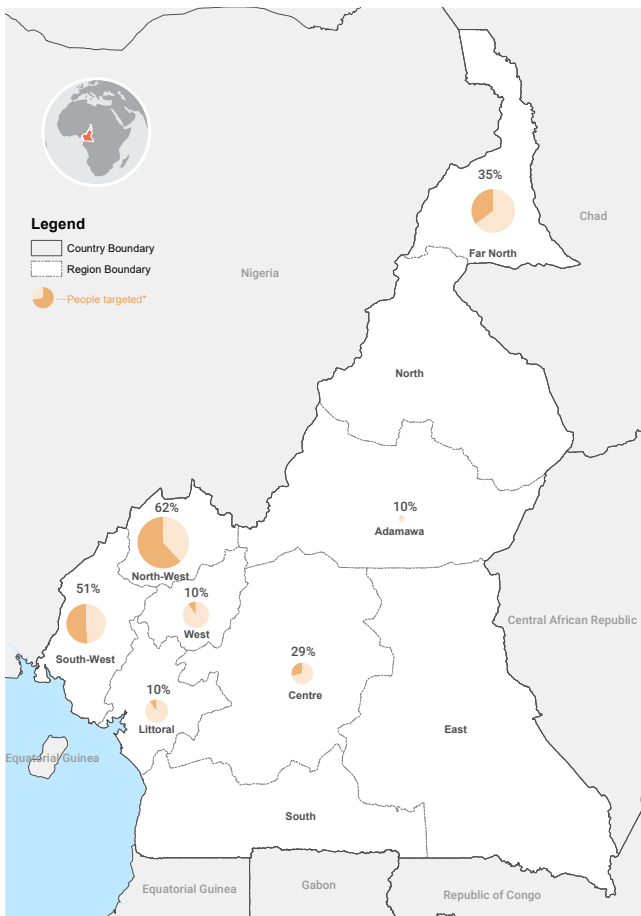 35%
Far North
Chad
Legend
Country Boundary
Region Boundary
People targeted*
Nigeria
North
10%
Adamawa
62%
North-West
51%
South-West
10%
West
10%
Littoral
29%
Centre
East
Central African Republic
Equatorial Guinea
South
Equatorial Guinea
Gabon
Republic of Congo